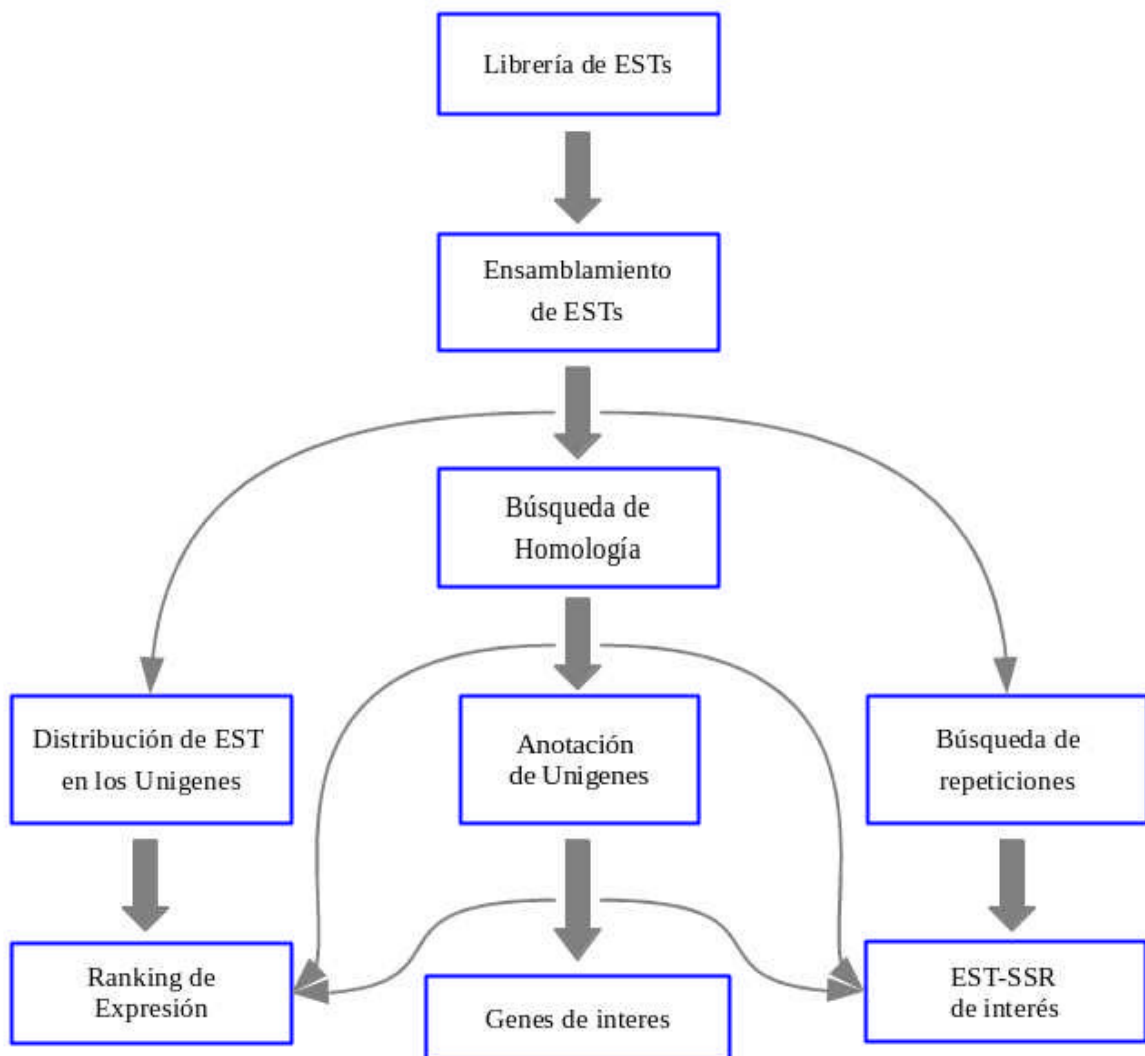 Librería de ESTs
Ensamblamiento
de ESTs
Búsqueda de
Homología
Distribución de EST
en los Unigenes
Anotación
de Unigenes
Búsqueda de
repeticiones
Ranking de
Expresión
Genes de interes
EST-SSR
de interés